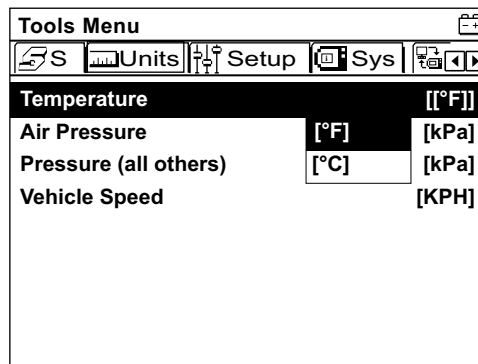 Tools Menu
S Units Setup Sys
Temperature [[°F]]
Air Pressure [°F] [kPa]
Pressure (all others) [°C] [kPa]
Vehicle Speed [KPH]